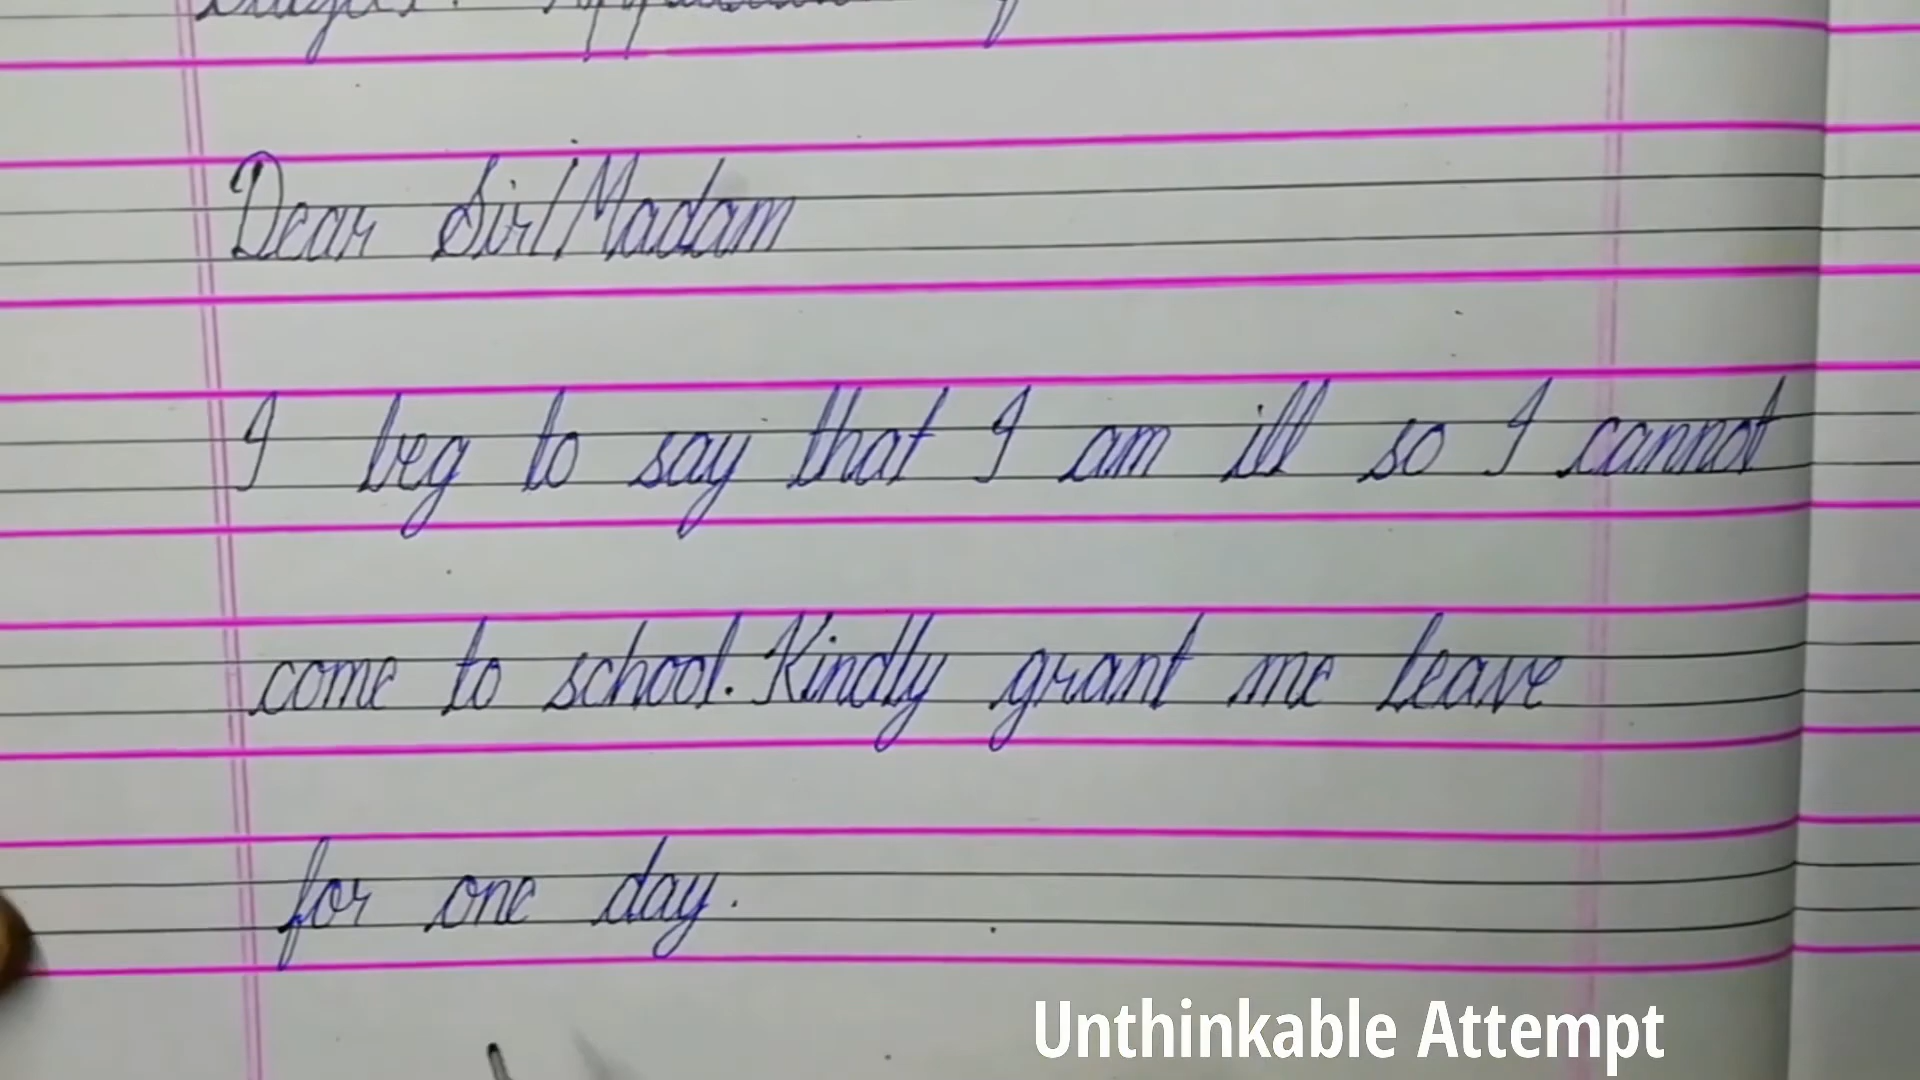 Dear Sir/Madam
I beg to say that I am ill so I cannot
come to school. Kindly grant me leave
for one day.
Unthinkable Attempt